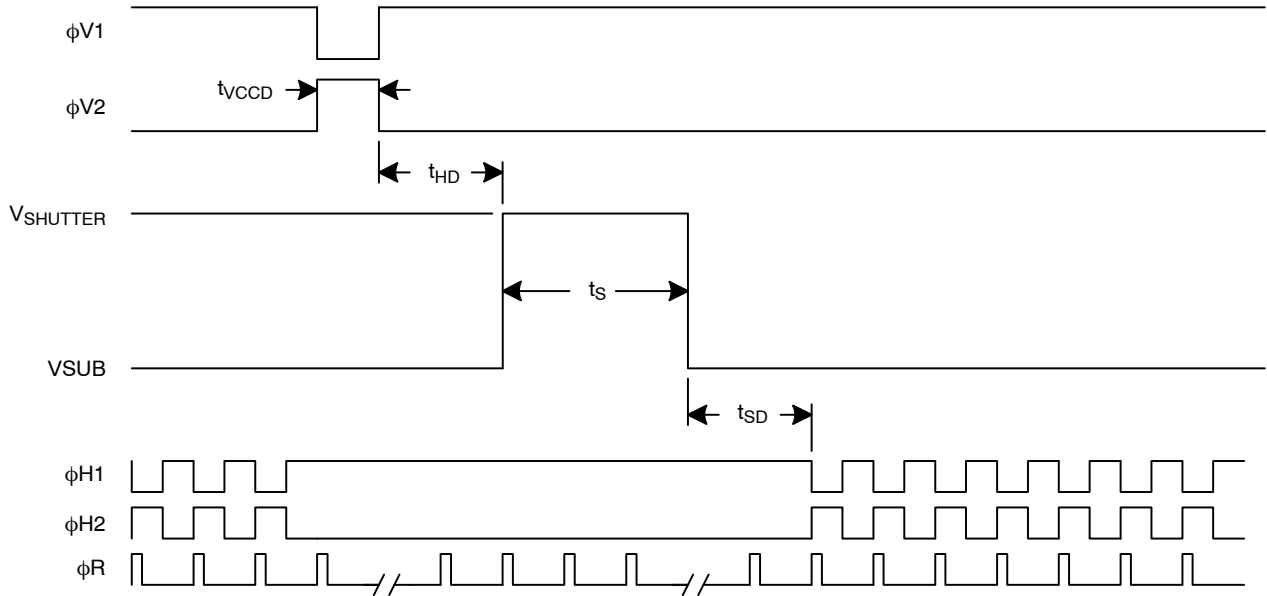 ϕV1
tVCCD
ϕV2
tHD
VSHUTTER
tS
VSUB
tSD
ϕH1
ϕH2
ϕR